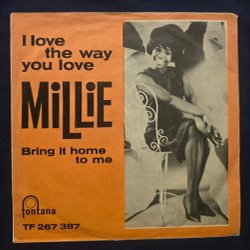 I love
the way
you love
MiLLiE
Bring it home
to me
fontana
TF 267 387